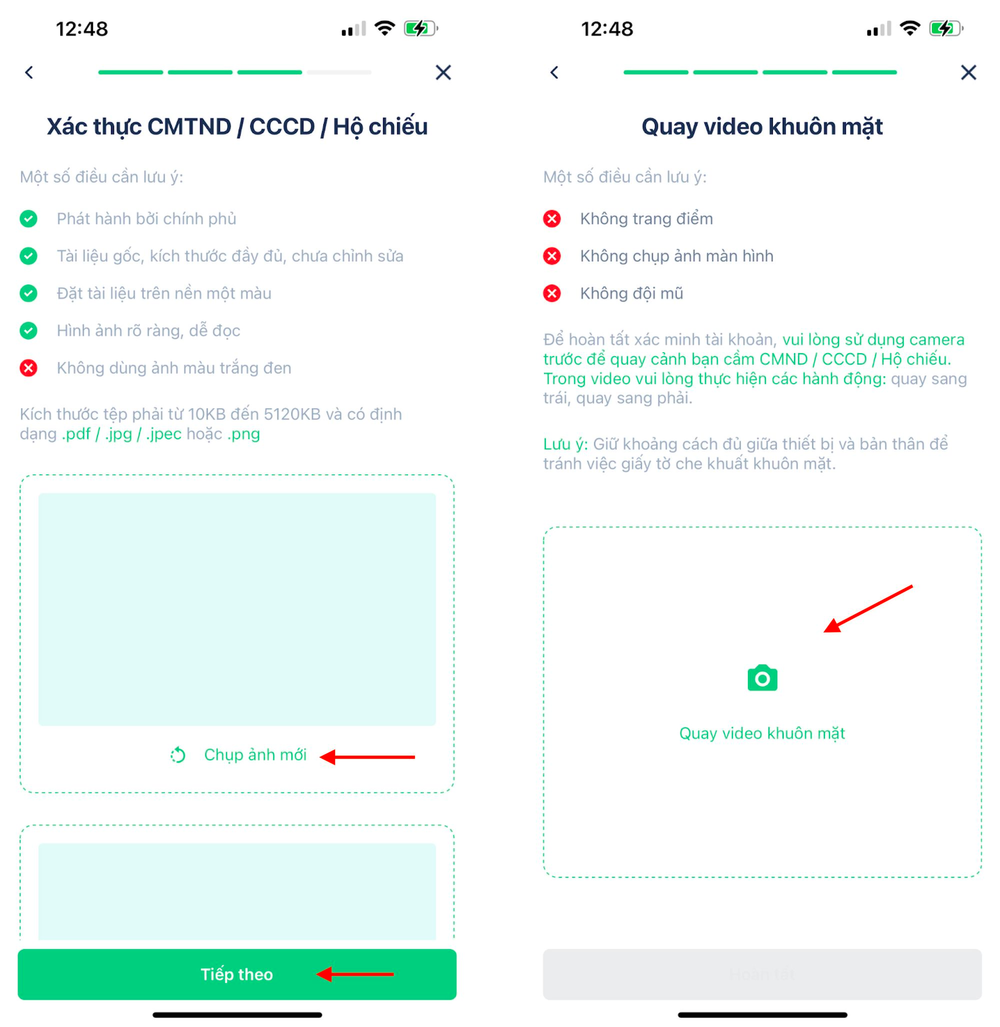 12:48
Xác thực CMTND / CCCD / Hộ chiếu
Một số điều cần lưu ý:
Phát hành bởi chính phủ
Tài liệu gốc, kích thước đầy đủ, chưa chỉnh sửa
Đặt tài liệu trên nền một màu
Hình ảnh rõ ràng, dễ đọc
Không dùng ảnh màu trắng đen
Kích thước tệp phải từ 10KB đến 5120KB và có định
dạng .pdf / .jpg / .jpec hoặc .png
Chụp ảnh mới
Tiếp theo
12:48
Quay video khuôn mặt
Một số điều cần lưu ý:
Không trang điểm
Không chụp ảnh màn hình
Không đội mũ
Để hoàn tất xác minh tài khoản, vui lòng sử dụng camera
trước để quay cảnh bạn cầm CMND / CCCD / Hộ chiếu.
Trong video vui lòng thực hiện các hành động: quay sang
trái, quay sang phải.
Lưu ý: Giữ khoảng cách đủ giữa thiết bị và bản thân để
tránh việc giấy tờ che khuất khuôn mặt.
Quay video khuôn mặt